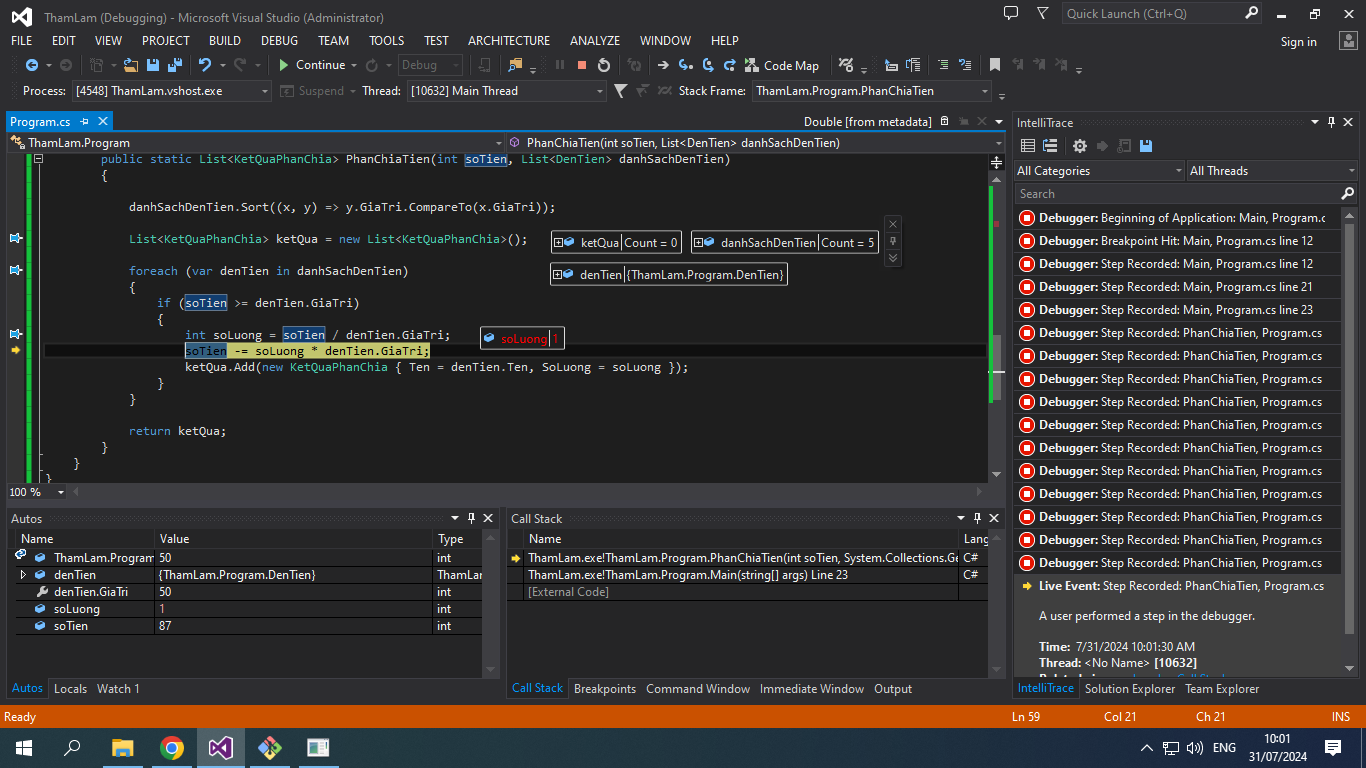 ThamLam (Debugging) - Microsoft Visual Studio (Administrator)
Quick Launch (Ctrl+Q)
FILE EDIT VIEW PROJECT BUILD DEBUG TEAM TOOLS TEST ARCHITECTURE ANALYZE WINDOW HELP
Sign in
Continue Debug Code Map
Process: [4548] ThamLam.vshost.exe Suspend Thread: [10632] Main Thread Stack Frame: ThamLam.Program.PhanChiaTien
Program.cs
Double [from metadata]
ThamLam.Program
PhanChiaTien(int soTien, List<DenTien> danhSachDenTien)
public static List<KetQuaPhanChia> PhanChiaTien(int soTien, List<DenTien> danhSachDenTien)
{
danhSachDenTien.Sort((x, y) => y.GiaTri.CompareTo(x.GiaTri));
List<KetQuaPhanChia> ketQua = new List<KetQuaPhanChia>();
ketQua Count = 0
danhSachDenTien Count = 5
foreach (var denTien in danhSachDenTien)
denTien {ThamLam.Program.DenTien}
{
if (soTien >= denTien.GiaTri)
{
int soLuong = soTien / denTien.GiaTri;
soLuong 1
soTien -= soLuong * denTien.GiaTri;
ketQua.Add(new KetQuaPhanChia { Ten = denTien.Ten, SoLuong = soLuong });
}
}
return ketQua;
}
}
}
100 %
Autos
Name Value Type
ThamLam.Program 50 int
denTien {ThamLam.Program.DenTien} ThamLam
denTien.GiaTri 50 int
soLuong 1 int
soTien 87 int
Autos Locals Watch 1
Call Stack
Name Lang
ThamLam.exe!ThamLam.Program.PhanChiaTien(int soTien, System.Collections.Ge C#
ThamLam.exe!ThamLam.Program.Main(string[] args) Line 23 C#
[External Code]
Call Stack Breakpoints Command Window Immediate Window Output
IntelliTrace
All Categories All Threads
Search
Debugger: Beginning of Application: Main, Program.c
Debugger: Breakpoint Hit: Main, Program.cs line 12
Debugger: Step Recorded: Main, Program.cs line 12
Debugger: Step Recorded: Main, Program.cs line 21
Debugger: Step Recorded: Main, Program.cs line 23
Debugger: Step Recorded: PhanChiaTien, Program.cs
Debugger: Step Recorded: PhanChiaTien, Program.cs
Debugger: Step Recorded: PhanChiaTien, Program.cs
Debugger: Step Recorded: PhanChiaTien, Program.cs
Debugger: Step Recorded: PhanChiaTien, Program.cs
Debugger: Step Recorded: PhanChiaTien, Program.cs
Debugger: Step Recorded: PhanChiaTien, Program.cs
Debugger: Step Recorded: PhanChiaTien, Program.cs
Debugger: Step Recorded: PhanChiaTien, Program.cs
Debugger: Step Recorded: PhanChiaTien, Program.cs
Live Event: Step Recorded: PhanChiaTien, Program.cs
A user performed a step in the debugger.
Time: 7/31/2024 10:01:30 AM
Thread: <No Name> [10632]
IntelliTrace Solution Explorer Team Explorer
Ready Ln 59 Col 21 Ch 21 INS
ENG
10:01
31/07/2024